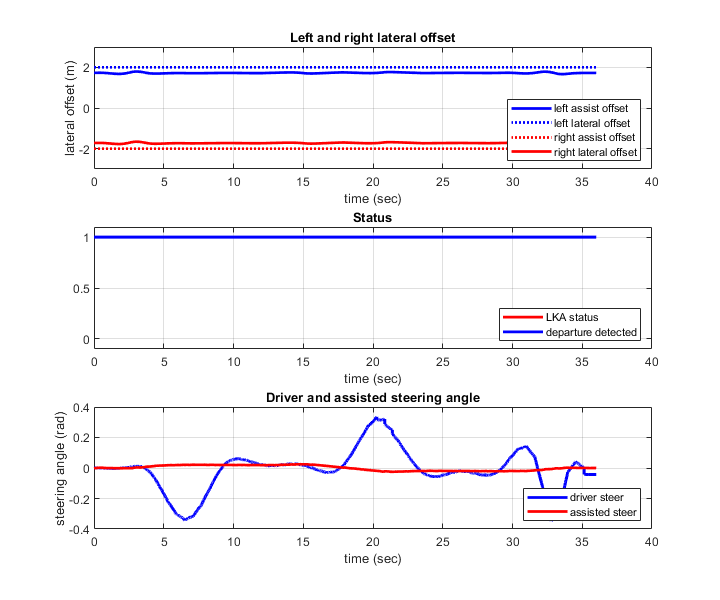 Left and right lateral offset
lateral offset (m)
2
0
-2
left assist offset
left lateral offset
right assist offset
right lateral offset
0 5 10 15 20 25 30 35 40
time (sec)
Status
1
0.5
0
LKA status
departure detected
0 5 10 15 20 25 30 35 40
time (sec)
Driver and assisted steering angle
steering angle (rad)
0.4
0.2
0
-0.2
-0.4
driver steer
assisted steer
0 5 10 15 20 25 30 35 40
time (sec)